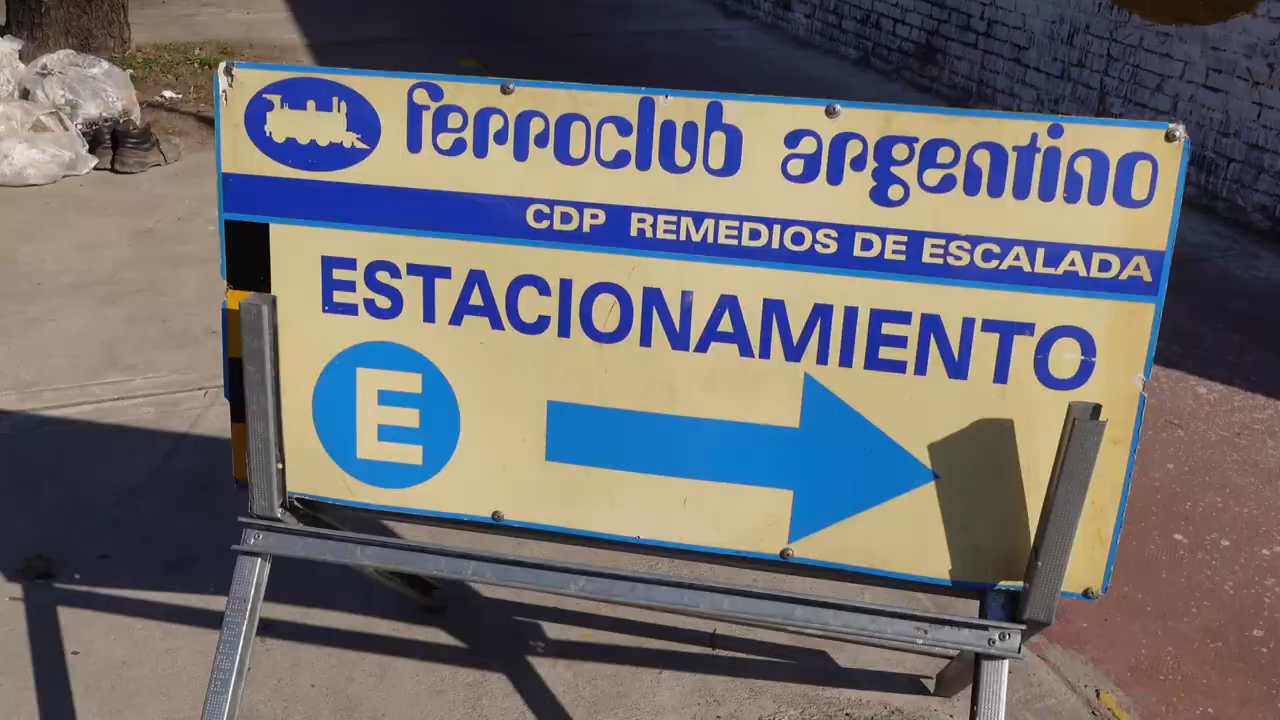 ferroclub argentino
CDP REMEDIOS DE ESCALADA
ESTACIONAMIENTO
E